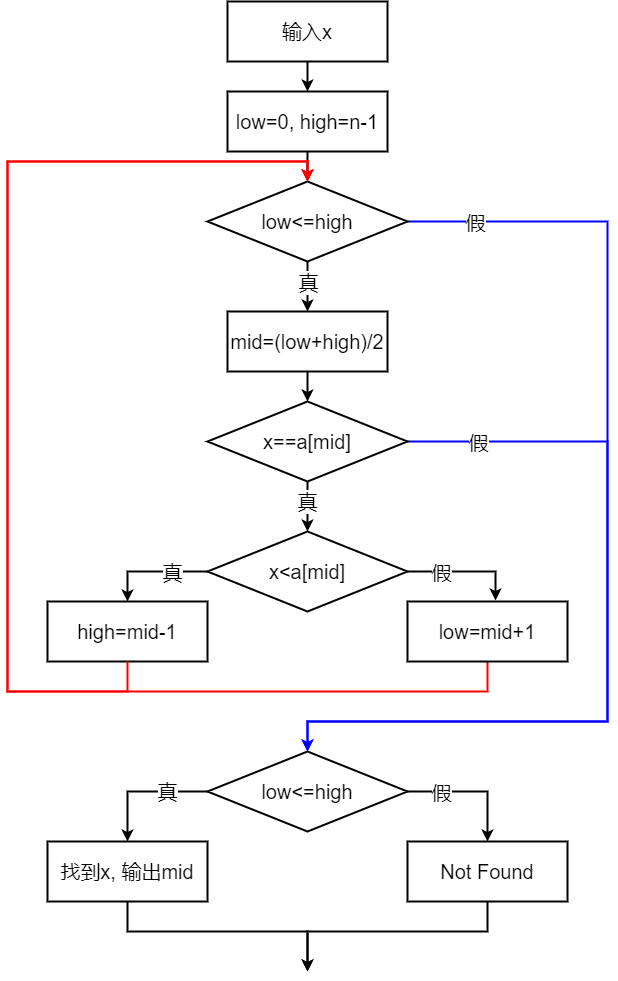 输入x
low=0, high=n-1
low<=high
假
真
mid=(low+high)/2
x==a[mid]
假
真
x<a[mid]
真
假
high=mid-1
low=mid+1
low<=high
真
假
找到x, 输出mid
Not Found